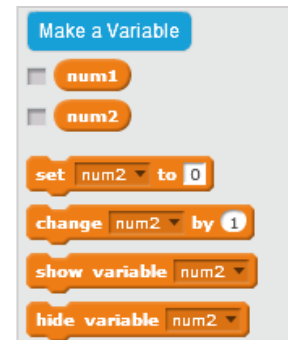 Make a Variable
num1
num2
set num2 to 0
change num2 by 1
show variable num2
hide variable num2